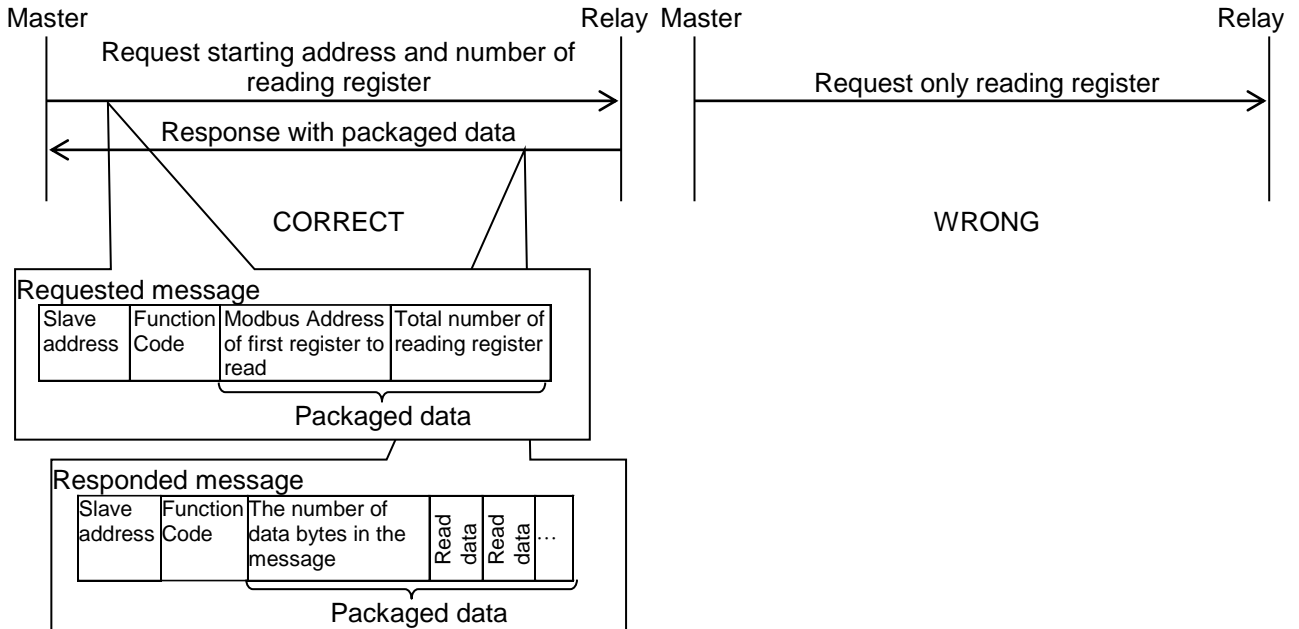 Master Relay Master Relay
Request starting address and number of
reading register
Request only reading register
Response with packaged data
CORRECT WRONG
Requested message
Slave
address
Function
Code
Modbus Address
of first register to
read
Total number of
reading register
Packaged data
Responded message
Slave
address
Function
Code
The number of
data bytes in the
message
Read
data
Read
data
…
Packaged data